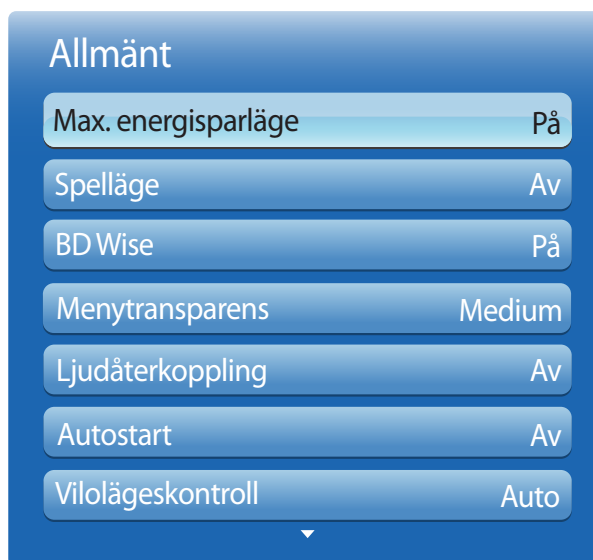 Allmänt
Max. energisparläge På
Spelläge Av
BD Wise På
Menytransparens Medium
Ljudåterkoppling Av
Autostart Av
Vilolägeskontroll Auto